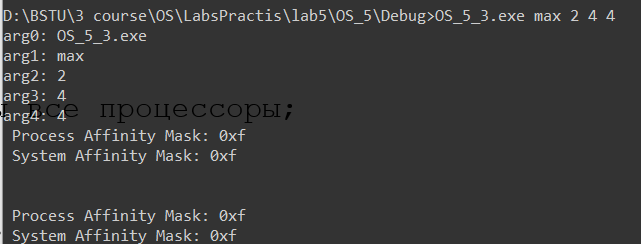 D:\BSTU\3 course\OS\LabsPractis\lab5\OS_5\Debug>OS_5_3.exe max 2 4 4
arg0: OS_5_3.exe
arg1: max
arg2: 2
arg3: 4
ы все процессоры;
arg4: 4
Process Affinity Mask: 0xf
System Affinity Mask: 0xf
Process Affinity Mask: 0xf
System Affinity Mask: 0xf